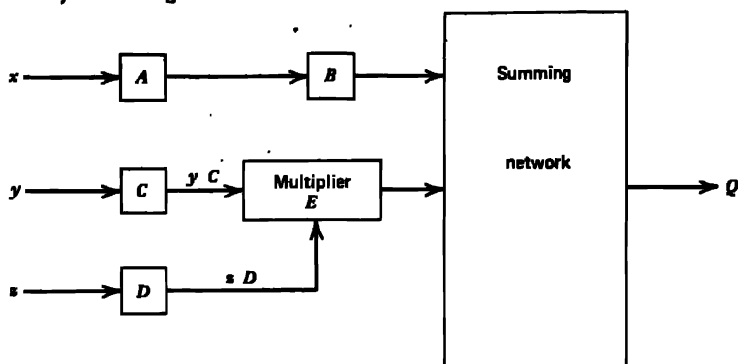 x A B Summing
network
y C y C Multiplier
E Q
z D z D